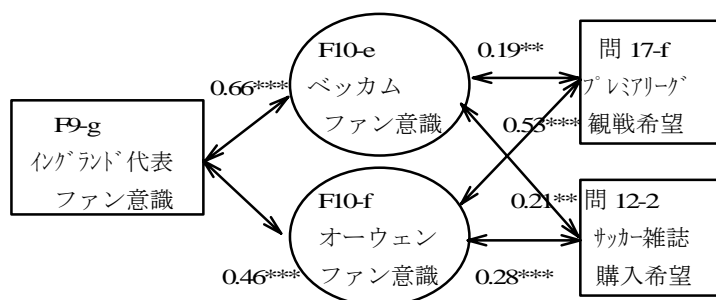 F10-e
ベッカム
ファン意識
0.19**
問 17-f
プレミアリーグ
観戦希望
0.66***
F9-g
イングランド代表
ファン意識
0.53***
F10-f
オーウェン
ファン意識
0.21**
問 12-2
サッカー雑誌
購入希望
0.46***
0.28***